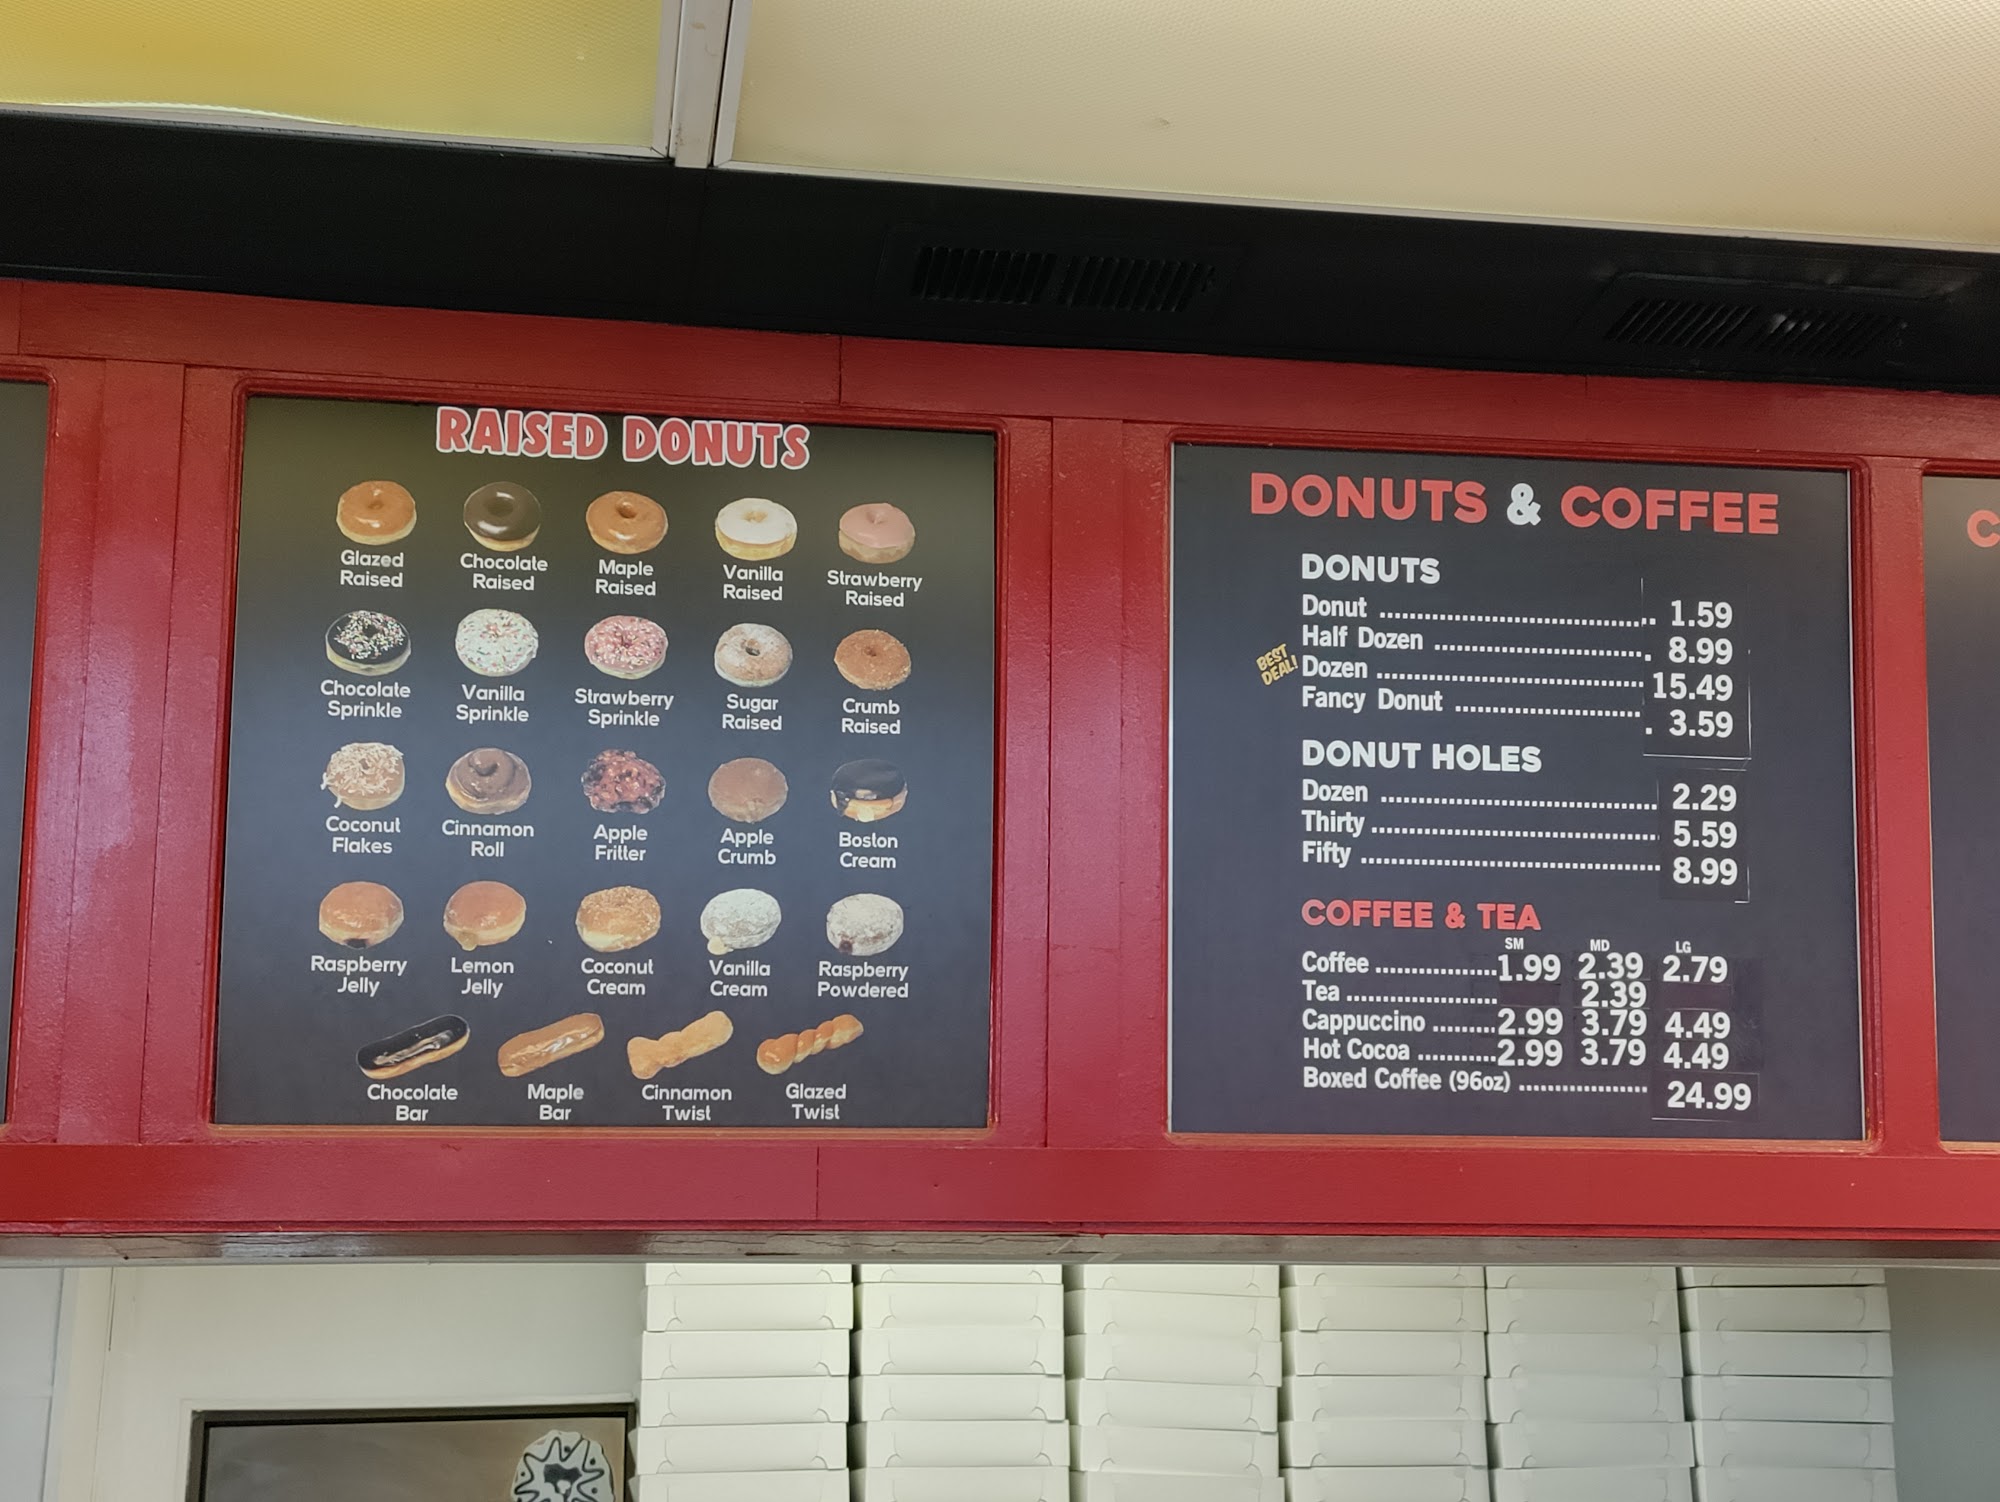 RAISED DONUTS
Glazed Raised
Chocolate Raised
Maple Raised
Vanilla Raised
Strawberry Raised
Chocolate Sprinkle
Vanilla Sprinkle
Strawberry Sprinkle
Sugar Raised
Crumb Raised
Coconut Flakes
Cinnamon Roll
Apple Fritter
Apple Crumb
Boston Cream
Raspberry Jelly
Lemon Jelly
Coconut Cream
Vanilla Cream
Raspberry Powdered
Chocolate Bar
Maple Bar
Cinnamon Twist
Glazed Twist
DONUTS & COFFEE
DONUTS
Donut 1.59
Half Dozen 8.99
BEST DEAL! Dozen 15.49
Fancy Donut 3.59
DONUT HOLES
Dozen 2.29
Thirty 5.59
Fifty 8.99
COFFEE & TEA
SM MD LG
Coffee 1.99 2.39 2.79
Tea 2.39
Cappuccino 2.99 3.79 4.49
Hot Cocoa 2.99 3.79 4.49
Boxed Coffee (96oz) 24.99
C